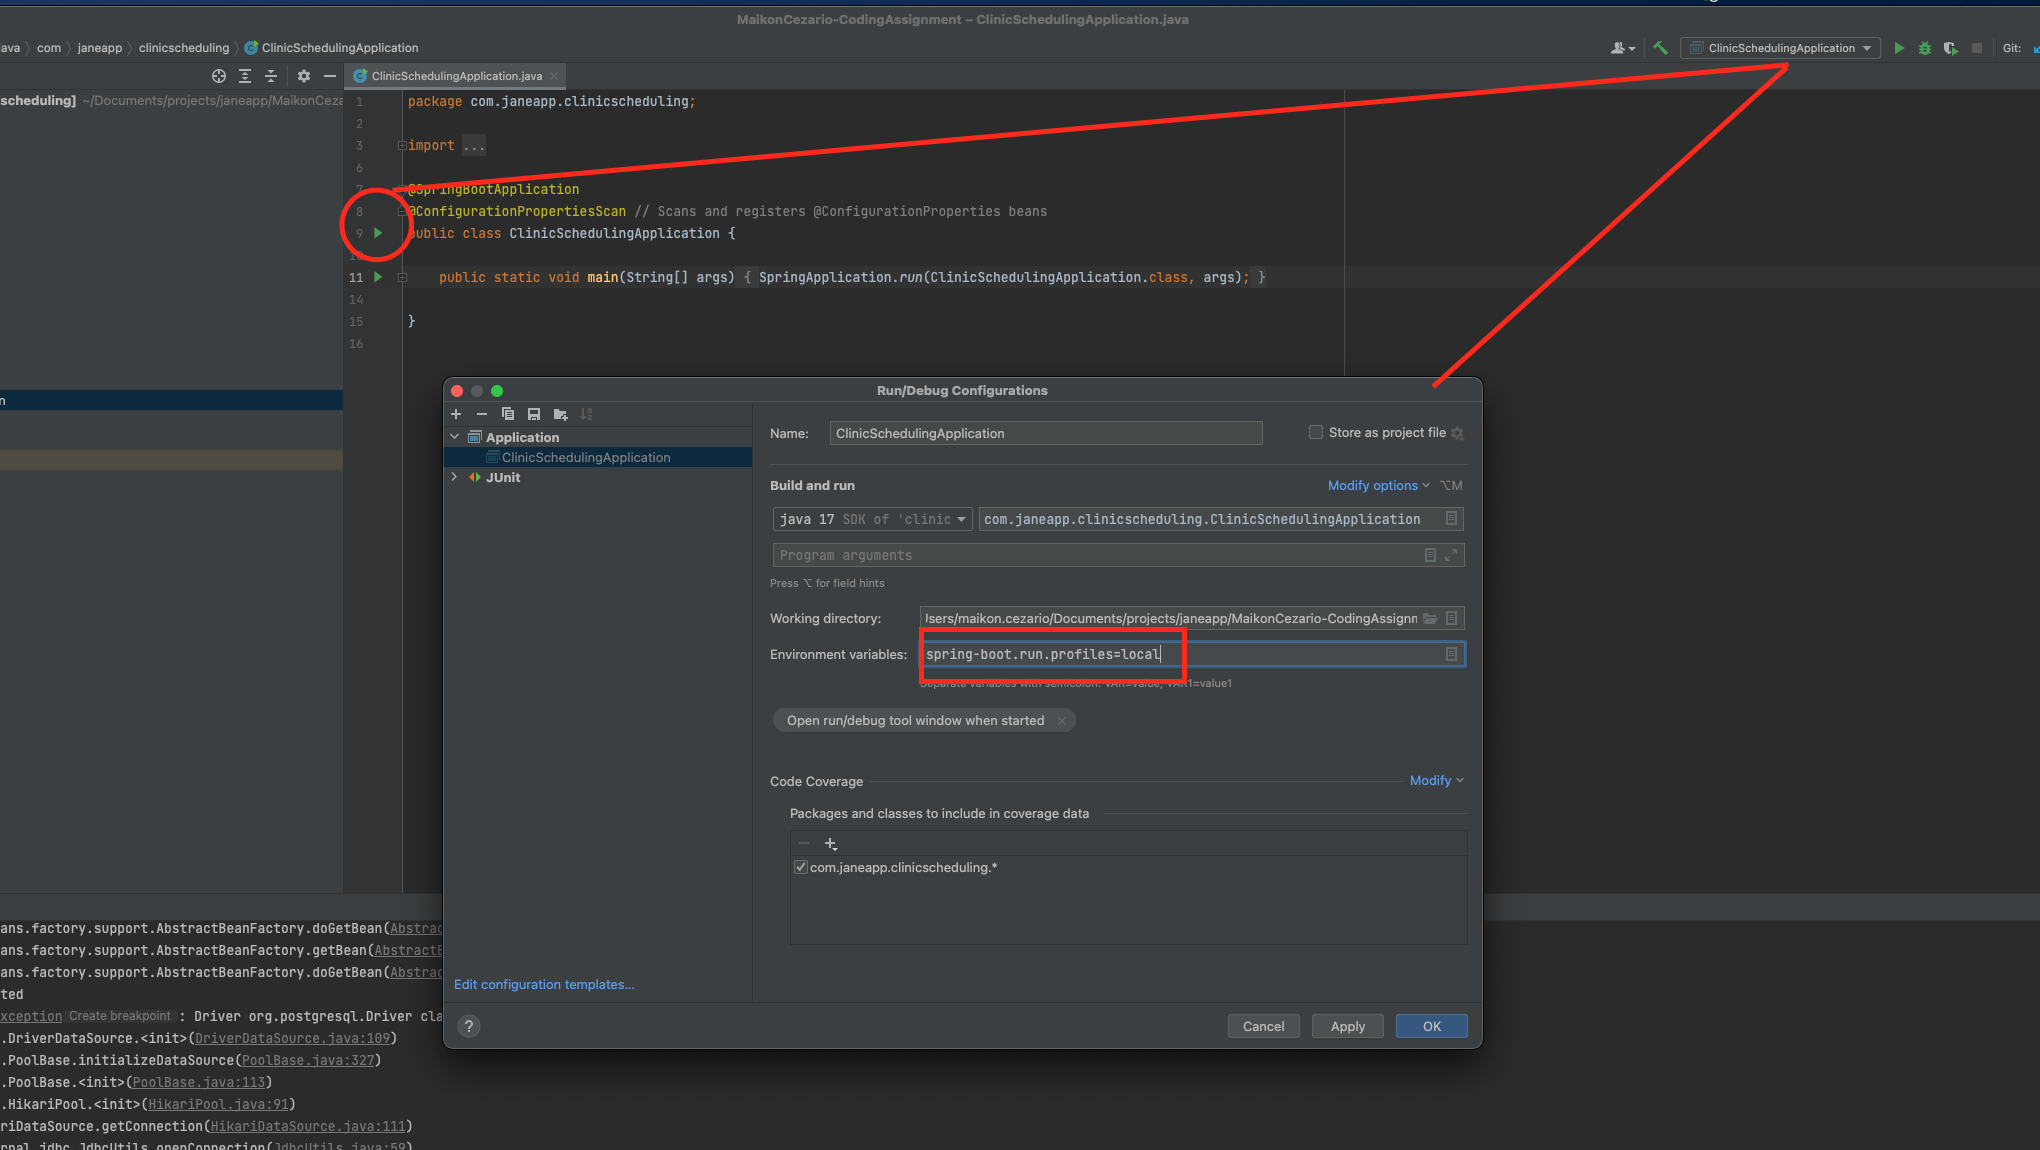 MaikonCezario-CodingAssignment – ClinicSchedulingApplication.java
ava 〉 com 〉 janeapp 〉 clinicscheduling 〉 ClinicSchedulingApplication
ClinicSchedulingApplication
Git:
ClinicSchedulingApplication.java
scheduling] ~/Documents/projects/janeapp/MaikonCeza
1 package com.janeapp.clinicscheduling;
2
3 import ...
6
7 @SpringBootApplication
8 @ConfigurationPropertiesScan // Scans and registers @ConfigurationProperties beans
9 public class ClinicSchedulingApplication {
10
11 public static void main(String[] args) { SpringApplication.run(ClinicSchedulingApplication.class, args); }
14
15 }
16
n
Run/Debug Configurations
Application
ClinicSchedulingApplication
JUnit
Name: ClinicSchedulingApplication
Store as project file
Build and run
Modify options ⌥M
java 17 SDK of 'clinic
com.janeapp.clinicscheduling.ClinicSchedulingApplication
Program arguments
Press ⌥ for field hints
Working directory: Isers/maikon.cezario/Documents/projects/janeapp/MaikonCezario-CodingAssignn
Environment variables: spring-boot.run.profiles=local
Separate variables with semicolon: VAR=value; VAR1=value1
Open run/debug tool window when started
Code Coverage
Modify
Packages and classes to include in coverage data
com.janeapp.clinicscheduling.*
Edit configuration templates...
?
Cancel
Apply
OK
ans.factory.support.AbstractBeanFactory.doGetBean(Abstrac
ans.factory.support.AbstractBeanFactory.getBean(AbstractB
ans.factory.support.AbstractBeanFactory.doGetBean(Abstrac
ted
xception Create breakpoint : Driver org.postgresql.Driver cla
.DriverDataSource.<init>(DriverDataSource.java:109)
.PoolBase.initializeDataSource(PoolBase.java:327)
.PoolBase.<init>(PoolBase.java:113)
.HikariPool.<init>(HikariPool.java:91)
riDataSource.getConnection(HikariDataSource.java:111)
rnal.jdbc.JdbcUtils.openConnection(JdbcUtils.java:59)